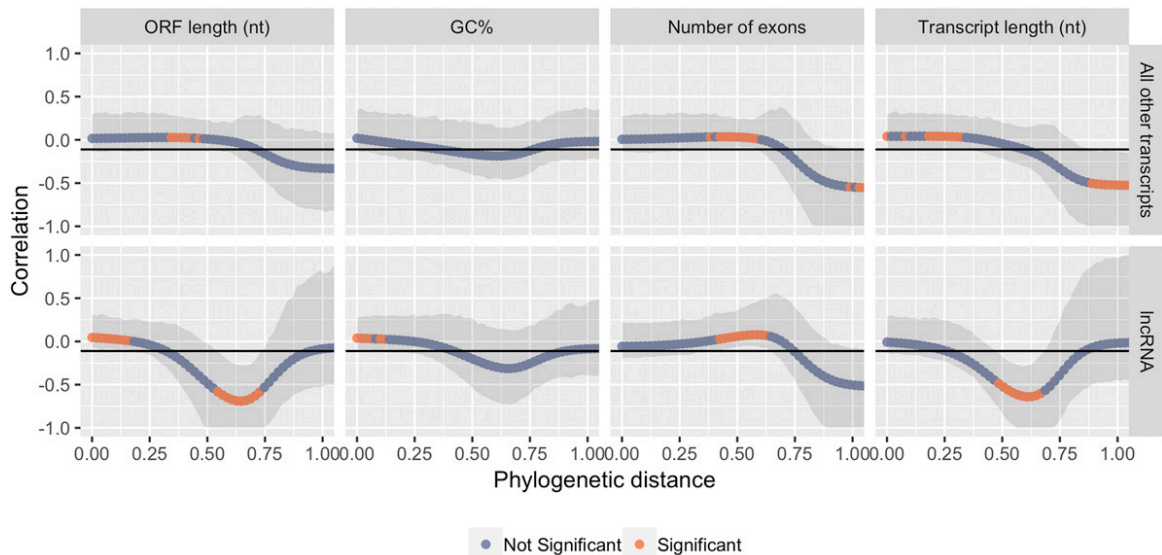 ORF length (nt) GC% Number of exons Transcript length (nt)
1.0
0.5
0.0
-0.5
-1.0
All other transcripts
Correlation
1.0
0.5
0.0
-0.5
-1.0
lncRNA
0.00 0.25 0.50 0.75 1.00 0.00 0.25 0.50 0.75 1.00 0.00 0.25 0.50 0.75 1.00 0.00 0.25 0.50 0.75 1.00
Phylogenetic distance
Not Significant Significant